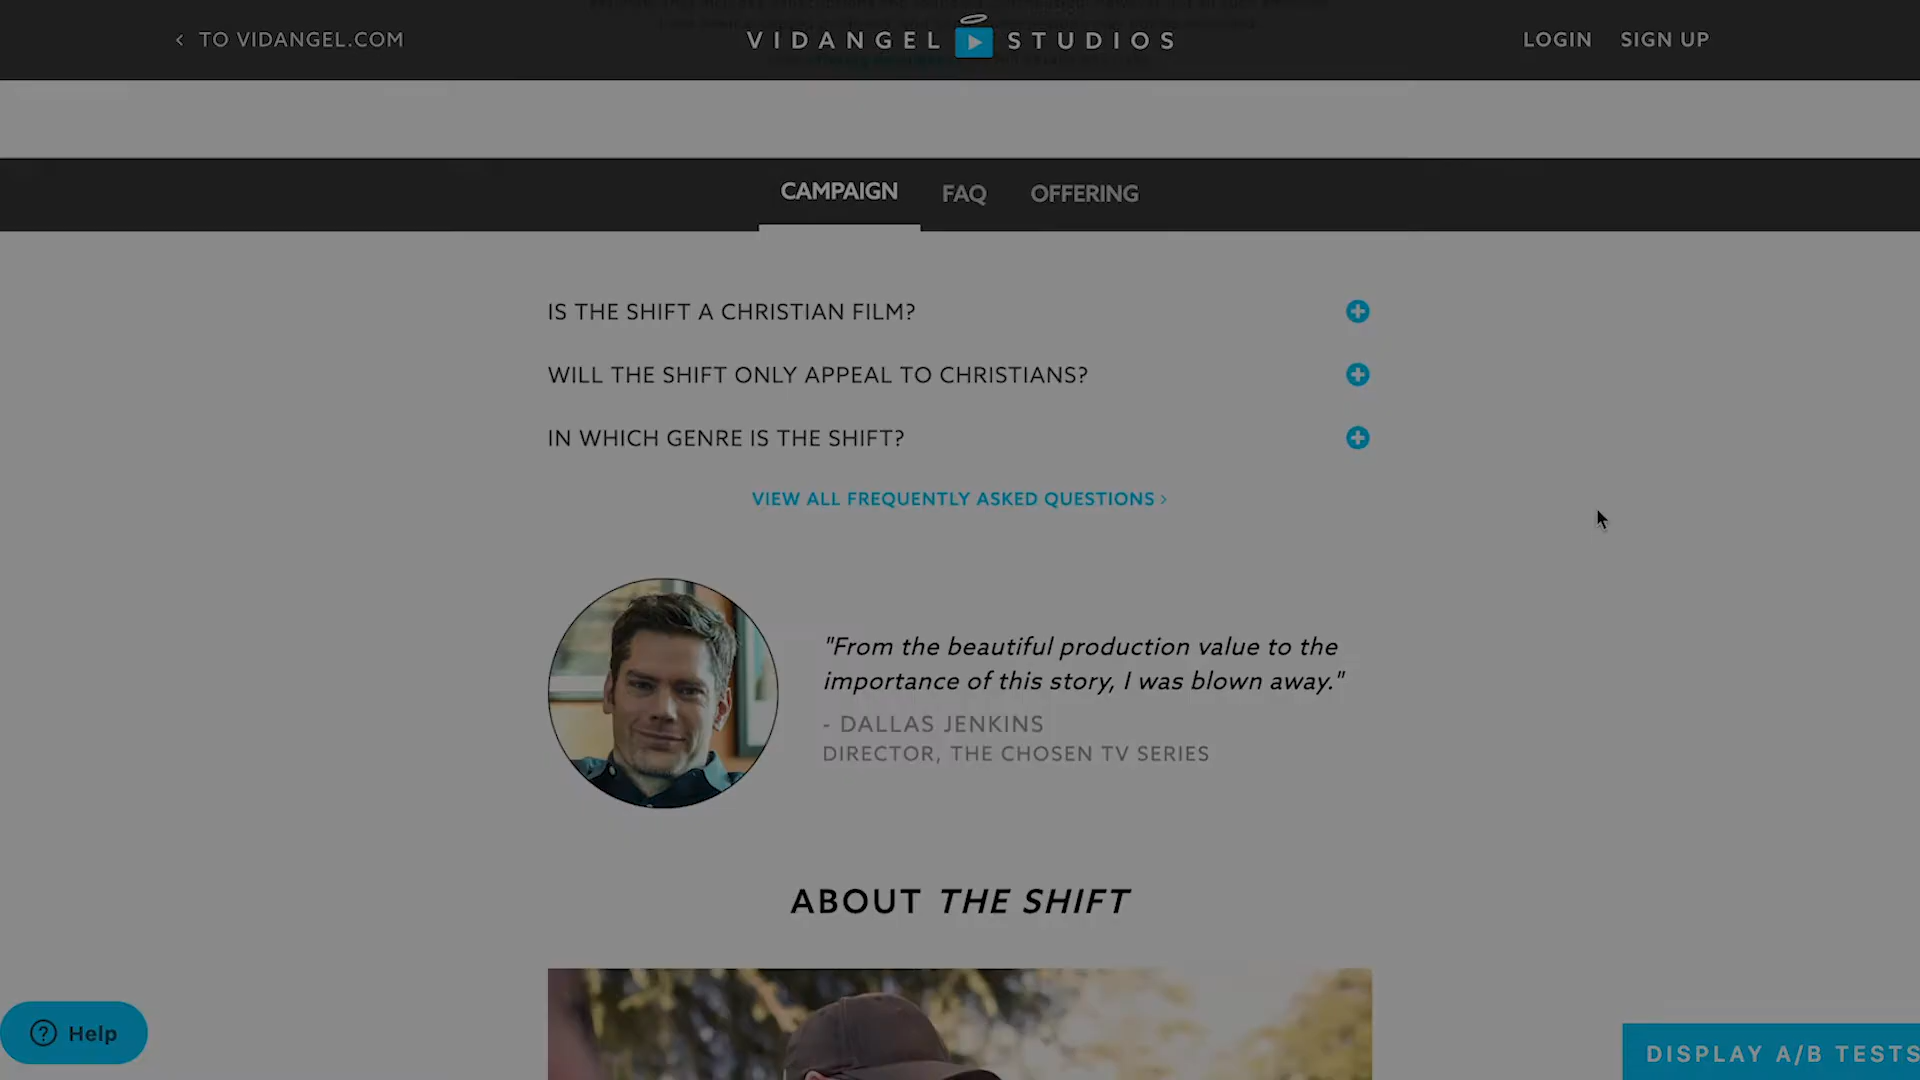 < TO VIDANGEL.COM
VIDANGEL STUDIOS
LOGIN
SIGN UP
CAMPAIGN
FAQ
OFFERING
IS THE SHIFT A CHRISTIAN FILM?
WILL THE SHIFT ONLY APPEAL TO CHRISTIANS?
IN WHICH GENRE IS THE SHIFT?
VIEW ALL FREQUENTLY ASKED QUESTIONS >
"From the beautiful production value to the
importance of this story, I was blown away."
- DALLAS JENKINS
DIRECTOR, THE CHOSEN TV SERIES
ABOUT THE SHIFT
? Help
DISPLAY A/B TESTS